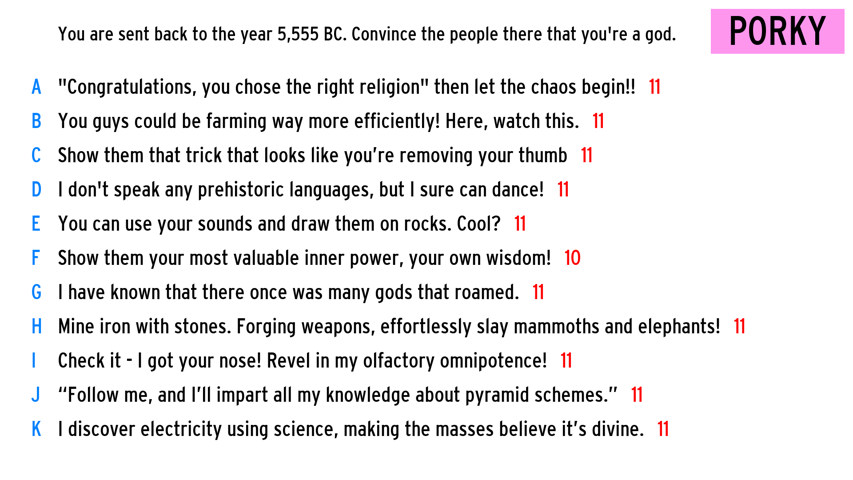 You are sent back to the year 5,555 BC. Convince the people there that you're a god.
PORKY
A "Congratulations, you chose the right religion" then let the chaos begin!! 11
B You guys could be farming way more efficiently! Here, watch this. 11
C Show them that trick that looks like you’re removing your thumb 11
D I don't speak any prehistoric languages, but I sure can dance! 11
E You can use your sounds and draw them on rocks. Cool? 11
F Show them your most valuable inner power, your own wisdom! 10
G I have known that there once was many gods that roamed. 11
H Mine iron with stones. Forging weapons, effortlessly slay mammoths and elephants! 11
I Check it - I got your nose! Revel in my olfactory omnipotence! 11
J “Follow me, and I’ll impart all my knowledge about pyramid schemes.” 11
K I discover electricity using science, making the masses believe it’s divine. 11